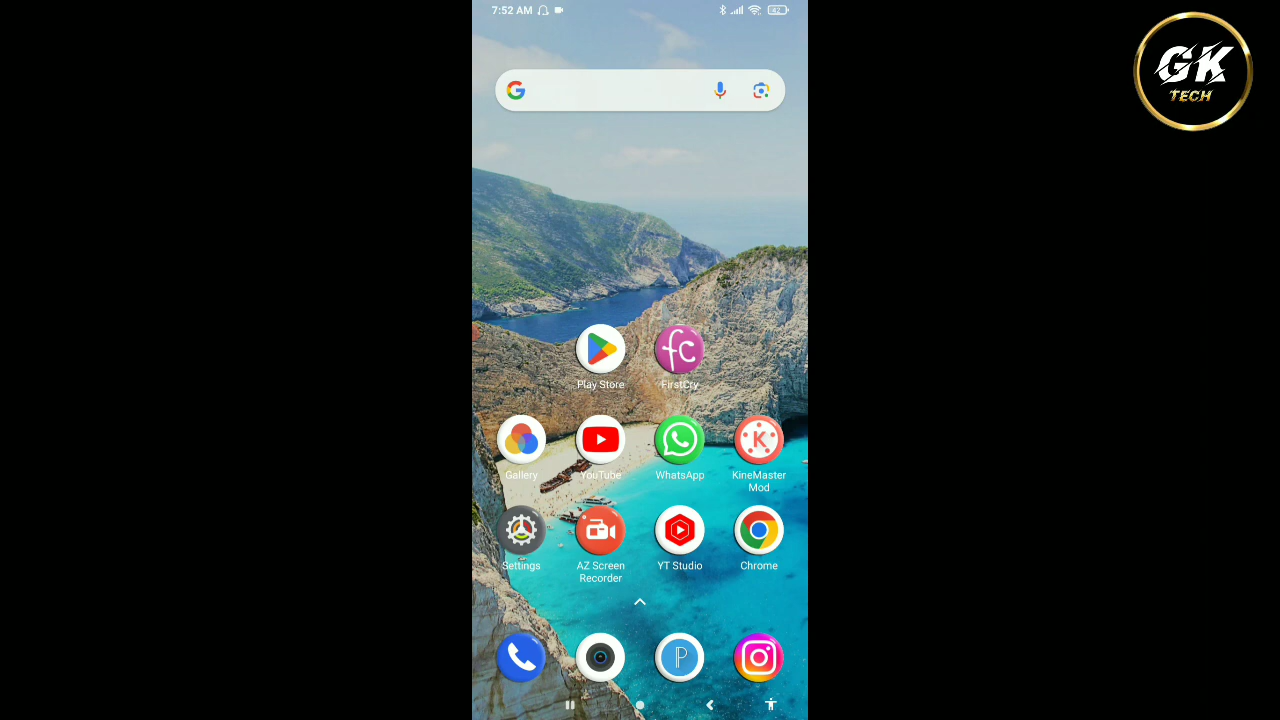 7:52 AM
42
GK
TECH
Play Store
FirstCry
Gallery
YouTube
WhatsApp
KineMaster
Mod
Settings
AZ Screen
Recorder
YT Studio
Chrome